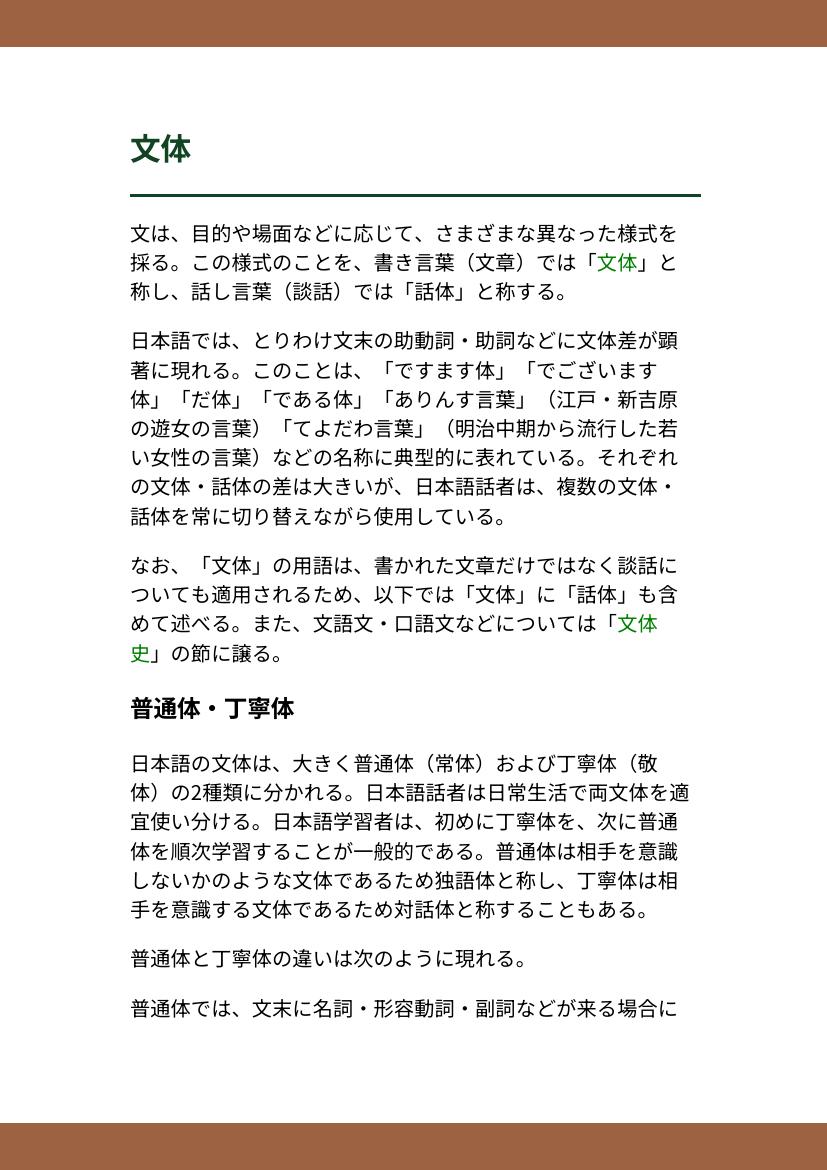 文体
文は、目的や場面などに応じて、さまざまな異なった様式を
採る。この様式のことを、書き言葉（文章）では「文体」と
称し、話し言葉（談話）では「話体」と称する。
日本語では、とりわけ文末の助動詞・助詞などに文体差が顕
著に現れる。このことは、「ですます体」「でございます
体」「だ体」「である体」「ありんす言葉」（江戸・新吉原
の遊女の言葉）「てよだわ言葉」（明治中期から流行した若
い女性の言葉）などの名称に典型的に表れている。それぞれ
の文体・話体の差は大きいが、日本語話者は、複数の文体・
話体を常に切り替えながら使用している。
なお、「文体」の用語は、書かれた文章だけではなく談話に
ついても適用されるため、以下では「文体」に「話体」も含
めて述べる。また、文語文・口語文などについては「文体
史」の節に譲る。
普通体・丁寧体
日本語の文体は、大きく普通体（常体）および丁寧体（敬
体）の2種類に分かれる。日本語話者は日常生活で両文体を適
宜使い分ける。日本語学習者は、初めに丁寧体を、次に普通
体を順次学習することが一般的である。普通体は相手を意識
しないかのような文体であるため独語体と称し、丁寧体は相
手を意識する文体であるため対話体と称することもある。
普通体と丁寧体の違いは次のように現れる。
普通体では、文末に名詞・形容動詞・副詞などが来る場合に